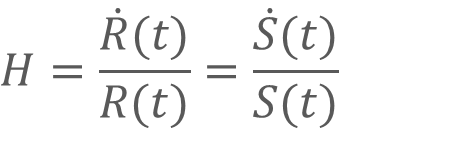 H = Ṙ(t)/R(t) = Ṡ(t)/S(t)